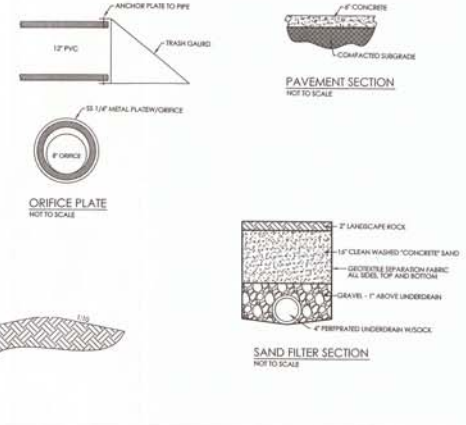 ANCHOR PLATE TO PIPE
12" PVC
TRASH GAURD
SS 1/4" METAL PLATEW/ORIFICE
8" ORIFICE
ORIFICE PLATE
NOT TO SCALE
6" CONCRETE
COMPACTED SUBGRADE
PAVEMENT SECTION
NOT TO SCALE
2" LANDSCAPE ROCK
16" CLEAN WASHED "CONCRETE" SAND
GEOTEXTILE SEPARATION FABRIC
ALL SIDES, TOP AND BOTTOM
GRAVEL - 1" ABOVE UNDERDRAIN
4" PERFPRATED UNDERDRAIN W/SOCK
SAND FILTER SECTION
NOT TO SCALE